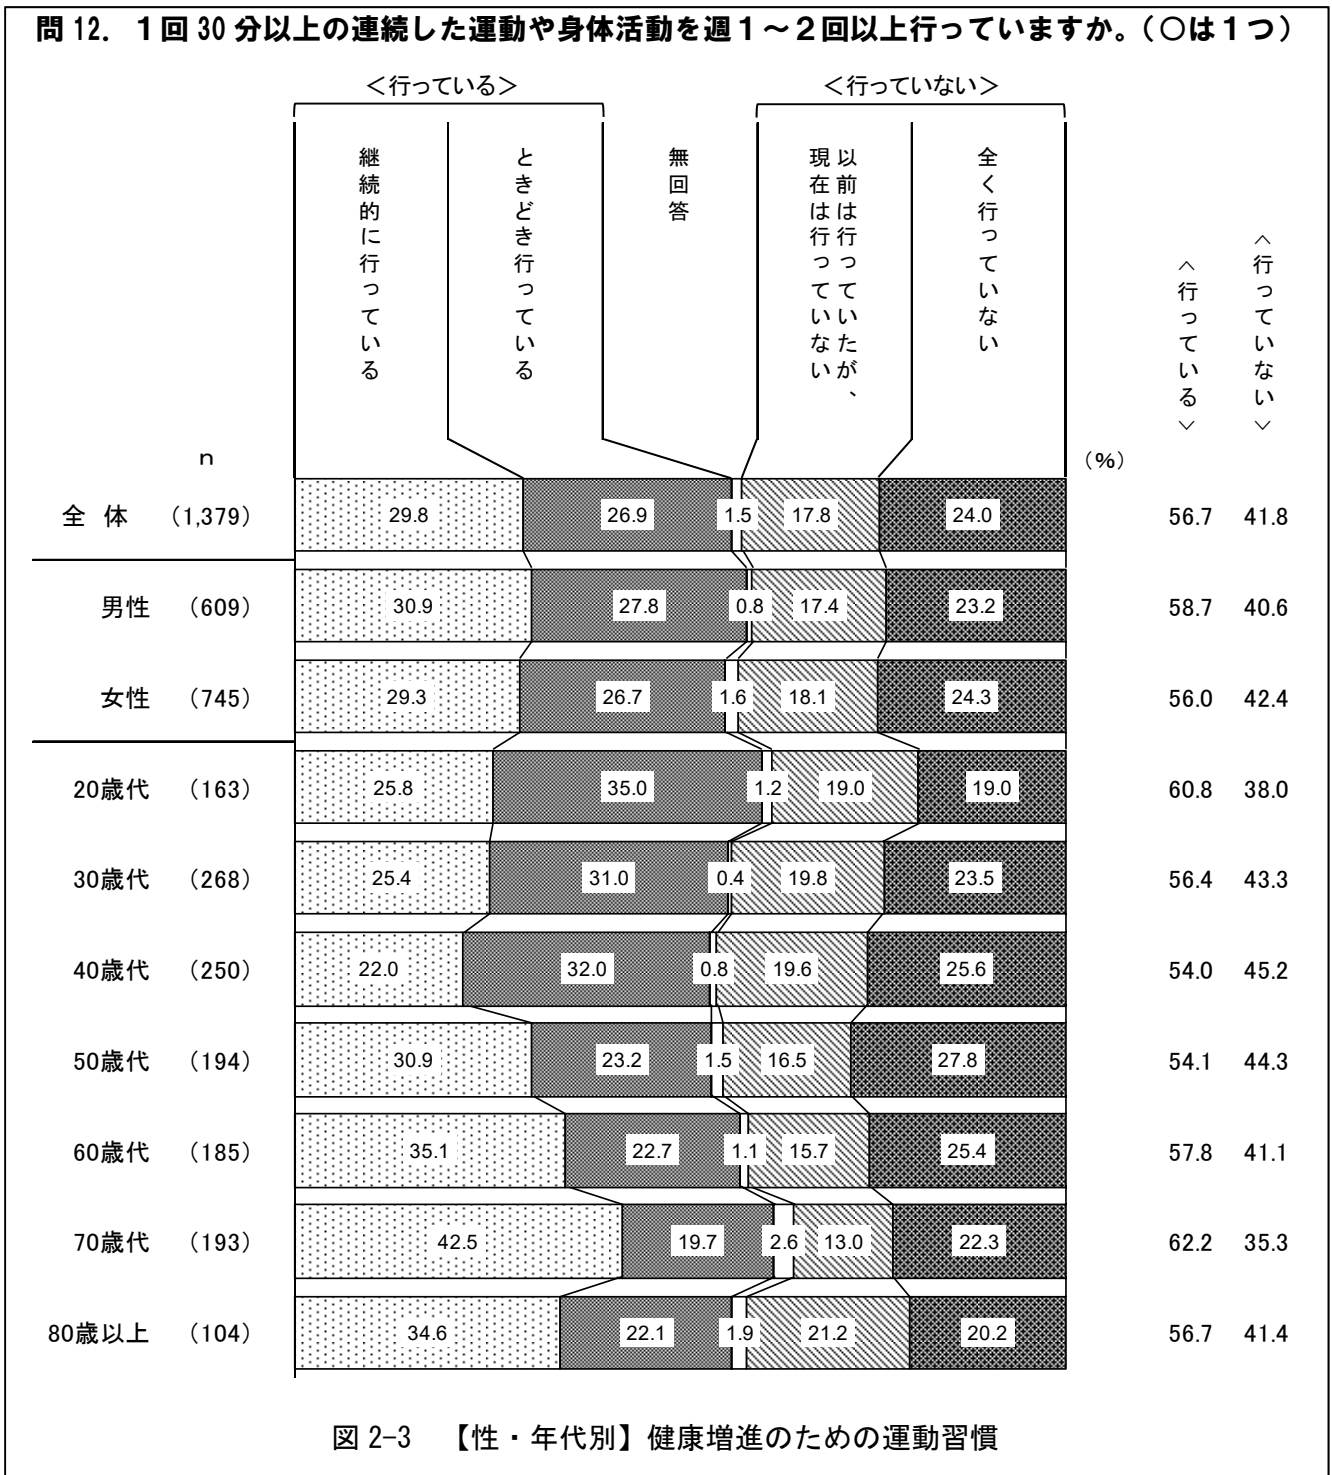 問 12. １回 30 分以上の連続した運動や身体活動を週１～２回以上行っていますか。（○は１つ）
＜行っている＞
＜行っていない＞
継続的に行っている
ときどき行っている
無回答
以前は行っていたが、
現在は行っていない
全く行っていない
＜行っている＞
＜行っていない＞
n
（%）
全 体 （1,379） 29.8 26.9 1.5 17.8 24.0 56.7 41.8
男性 （609） 30.9 27.8 0.8 17.4 23.2 58.7 40.6
女性 （745） 29.3 26.7 1.6 18.1 24.3 56.0 42.4
20歳代 （163） 25.8 35.0 1.2 19.0 19.0 60.8 38.0
30歳代 （268） 25.4 31.0 0.4 19.8 23.5 56.4 43.3
40歳代 （250） 22.0 32.0 0.8 19.6 25.6 54.0 45.2
50歳代 （194） 30.9 23.2 1.5 16.5 27.8 54.1 44.3
60歳代 （185） 35.1 22.7 1.1 15.7 25.4 57.8 41.1
70歳代 （193） 42.5 19.7 2.6 13.0 22.3 62.2 35.3
80歳以上 （104） 34.6 22.1 1.9 21.2 20.2 56.7 41.4
図 2-3 【性・年代別】健康増進のための運動習慣